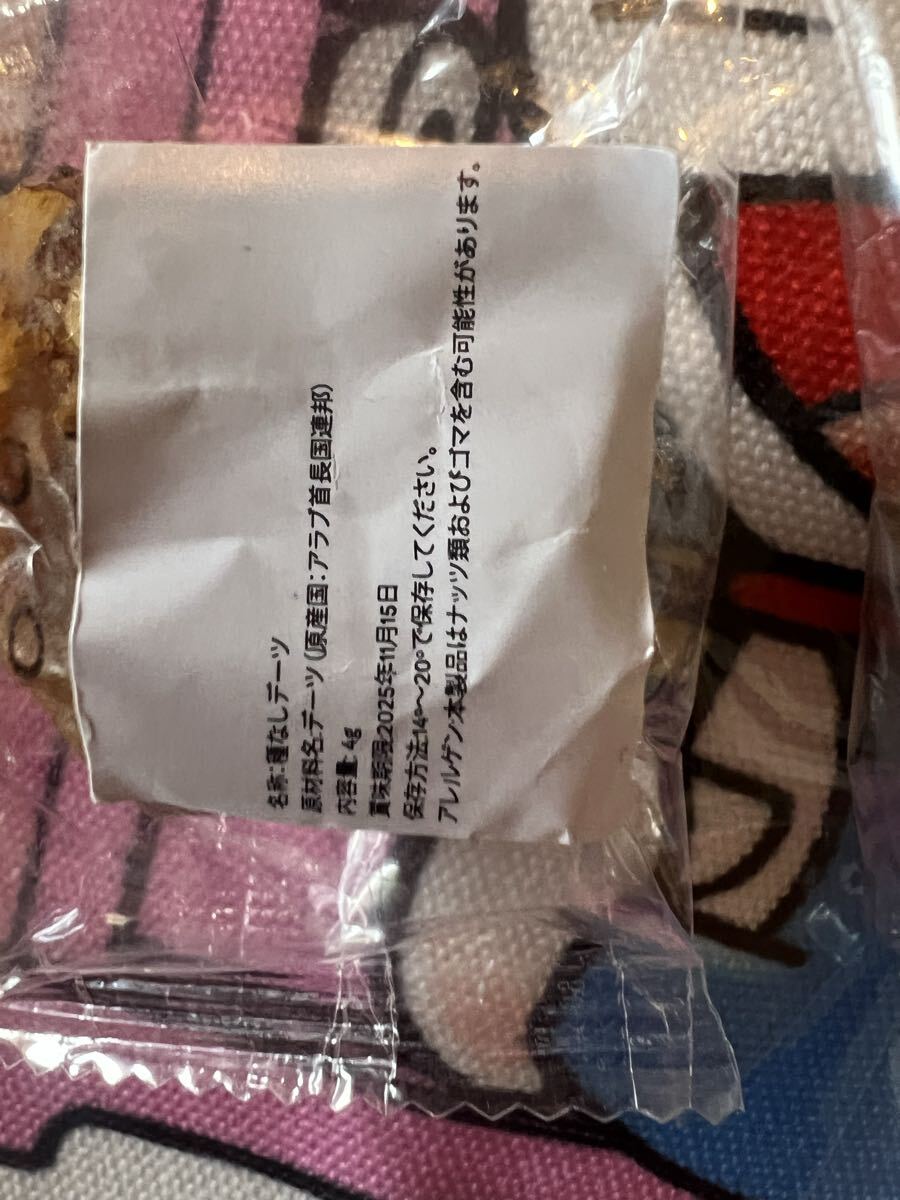 名称:種なしデーツ
原材料名:デーツ(原産国:アラブ首長国連邦)
内容量:4g
賞味期限:2025年11月15日
保存方法:14°~20°で保存してください。
アレルゲン:本製品はナッツ類およびゴマを含む可能性があります。